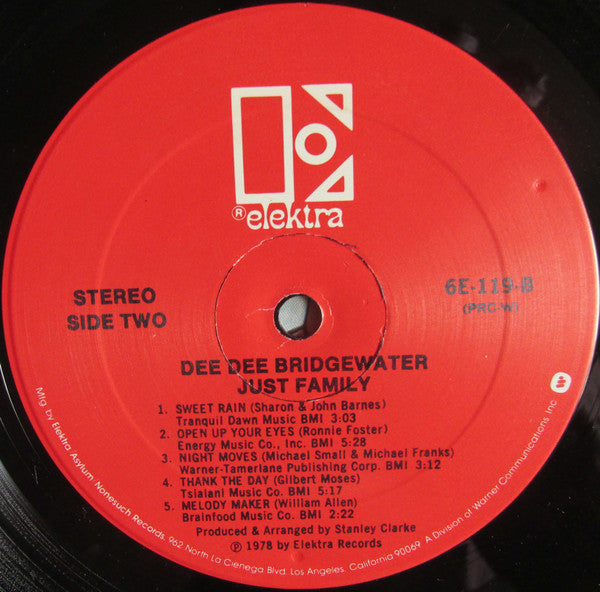 ® elektra
STEREO
SIDE TWO
6E-119-B
(PRC-W)
DEE DEE BRIDGEWATER
JUST FAMILY
1. SWEET RAIN (Sharon & John Barnes)
Tranquil Dawn Music BMI 3:03
2. OPEN UP YOUR EYES (Ronnie Foster)
Energy Music Co., Inc. BMI 5:28
3. NIGHT MOVES (Michael Small & Michael Franks)
Warner-Tamerlane Publishing Corp. BMI 3:12
4. THANK THE DAY (Gilbert Moses)
Tsialani Music Co. BMI 5:17
5. MELODY MAKER (William Allen)
Brainfood Music Co. BMI 2:22
Produced & Arranged by Stanley Clarke
℗ 1978 by Elektra Records
Mfg by Elektra Asylum Nonesuch Records, 962 North La Cienega Blvd. Los Angeles, California 90069 A Division of Warner Communications Inc